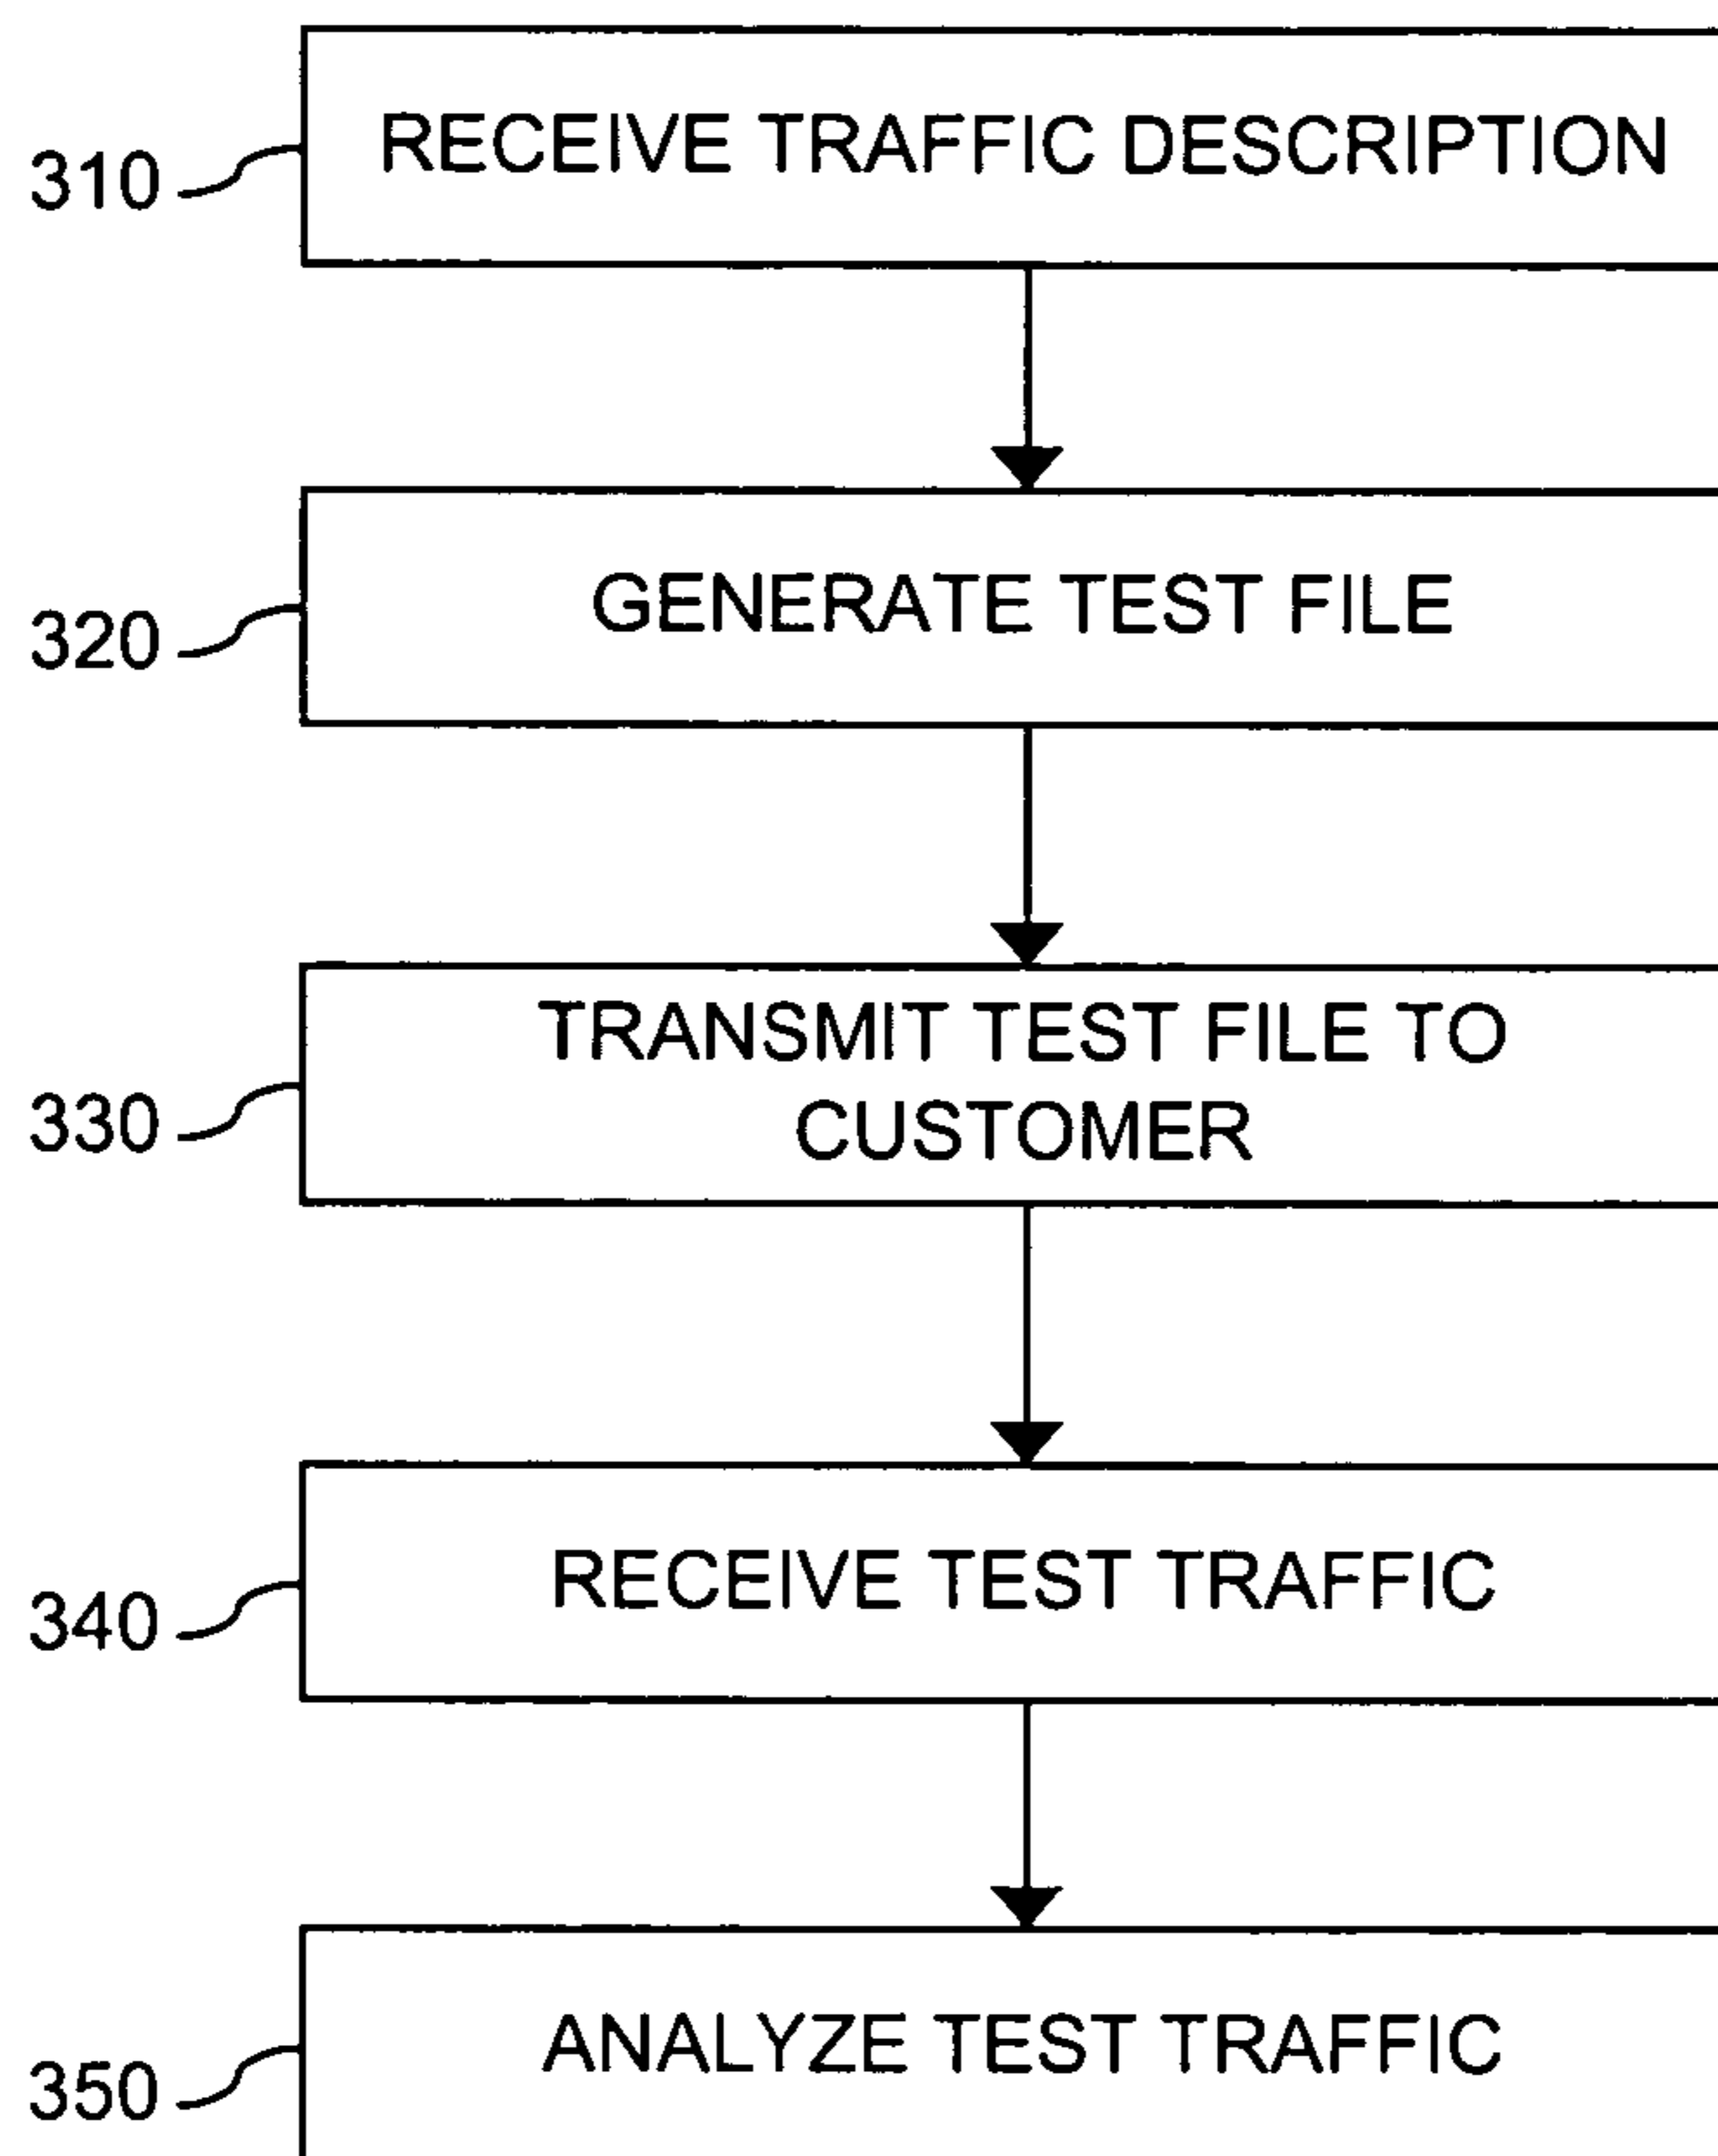 RECEIVE TRAFFIC DESCRIPTION
310
GENERATE TEST FILE
320
TRANSMIT TEST FILE TO
CUSTOMER
330
RECEIVE TEST TRAFFIC
340
ANALYZE TEST TRAFFIC
350